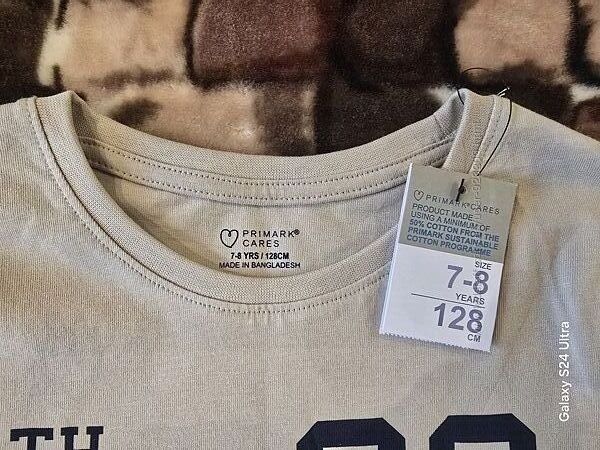 PRIMARK®
CARES
7-8 YRS / 128CM
MADE IN BANGLADESH
PRIMARK®CARES
PRODUCT MADE
USING A MINIMUM OF
50% COTTON FROM THE
PRIMARK SUSTAINABLE
COTTON PROGRAMME
SIZE
7-8
YEARS
128
CM
TH
Galaxy S24 Ultra